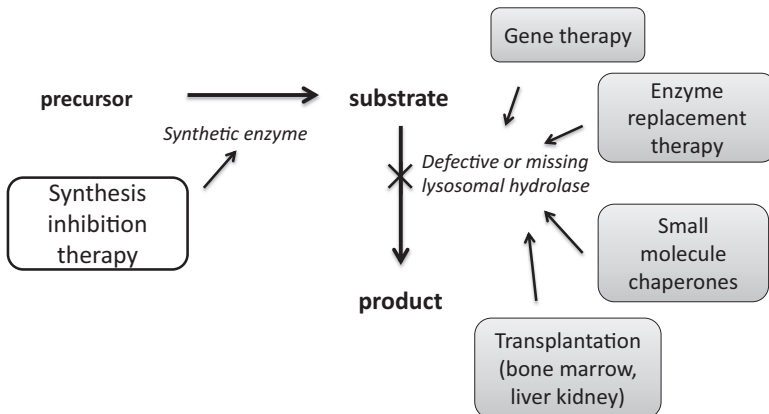 Gene therapy
precursor
substrate
Enzyme
replacement
therapy
Synthetic enzyme
Defective or missing
lysosomal hydrolase
Synthesis
inhibition
therapy
Small
molecule
chaperones
product
Transplantation
(bone marrow,
liver kidney)